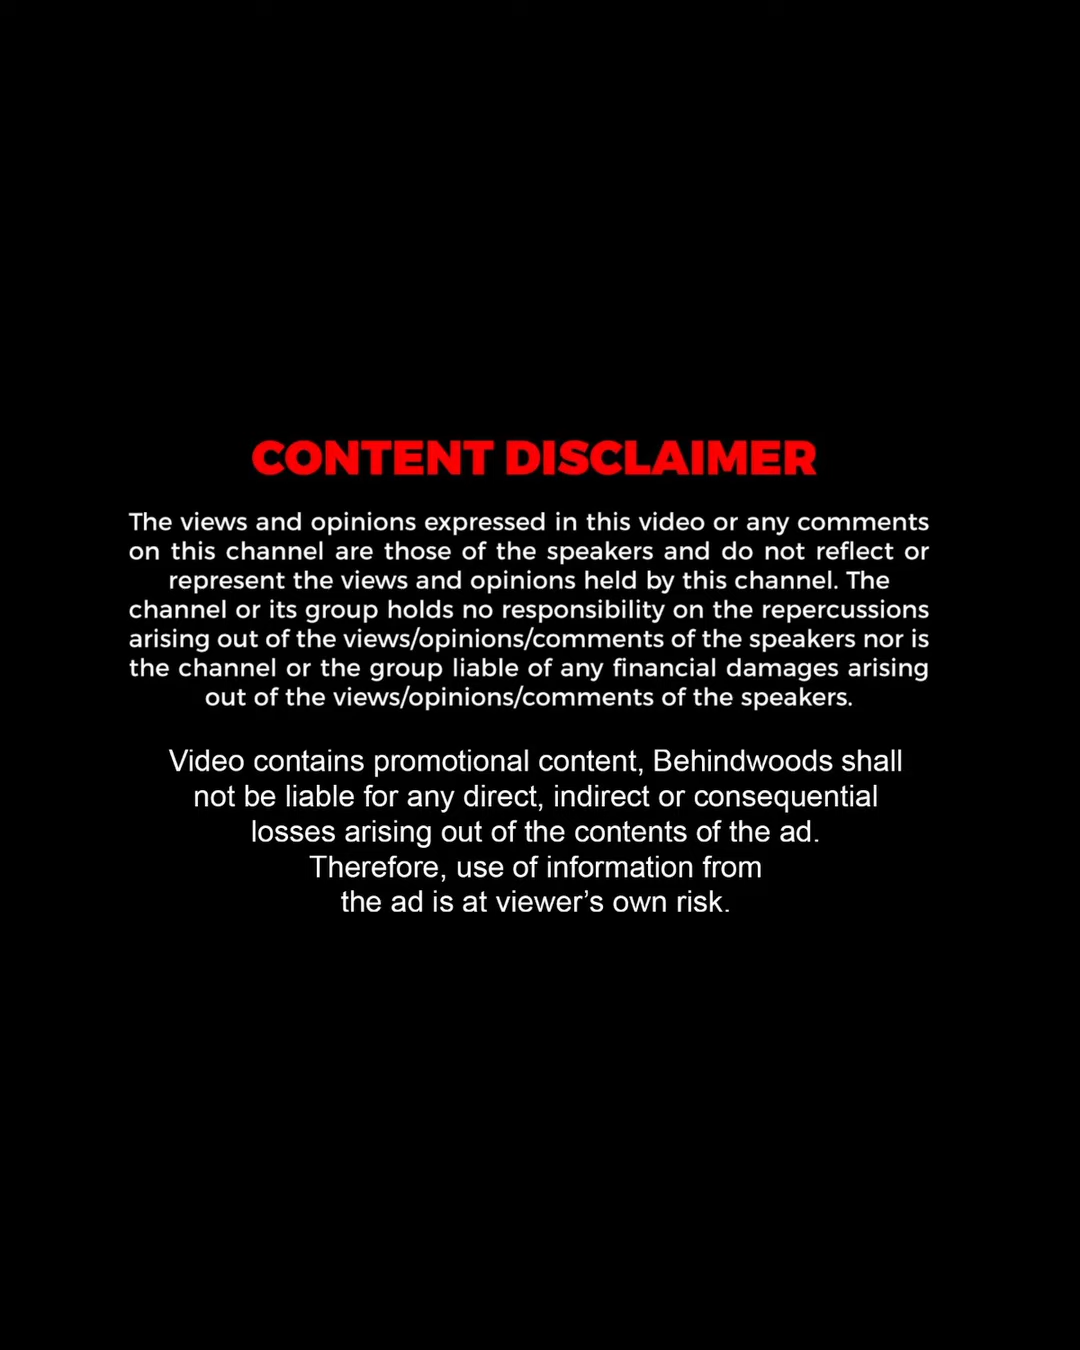 CONTENT DISCLAIMER
The views and opinions expressed in this video or any comments
on this channel are those of the speakers and do not reflect or
represent the views and opinions held by this channel. The
channel or its group holds no responsibility on the repercussions
arising out of the views/opinions/comments of the speakers nor is
the channel or the group liable of any financial damages arising
out of the views/opinions/comments of the speakers.
Video contains promotional content, Behindwoods shall
not be liable for any direct, indirect or consequential
losses arising out of the contents of the ad.
Therefore, use of information from
the ad is at viewer’s own risk.